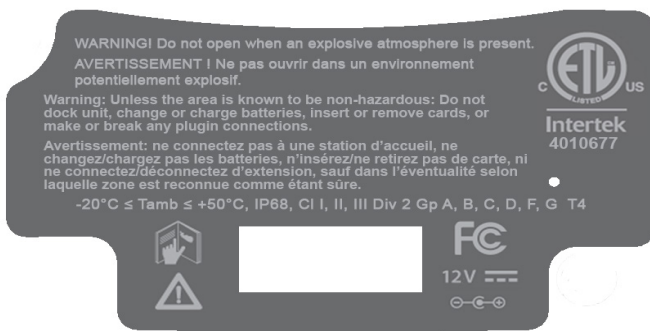 WARNING! Do not open when an explosive atmosphere is present.
AVERTISSEMENT ! Ne pas ouvrir dans un environnement
potentiellement explosif.
Warning: Unless the area is known to be non-hazardous: Do not
dock unit, change or charge batteries, insert or remove cards, or
make or break any plugin connections.
Avertissement: ne connectez pas à une station d'accueil, ne
changez/chargez pas les batteries, n'insérez/ne retirez pas de carte, ni
ne connectez/déconnectez d'extension, sauf dans l'éventualité selon
laquelle zone est reconnue comme étant sûre.
-20°C ≤ Tamb ≤ +50°C, IP68, Cl I, II, III Div 2 Gp A, B, C, D, F, G T4
ETL
C US
LISTED
Intertek
4010677
FC
12V